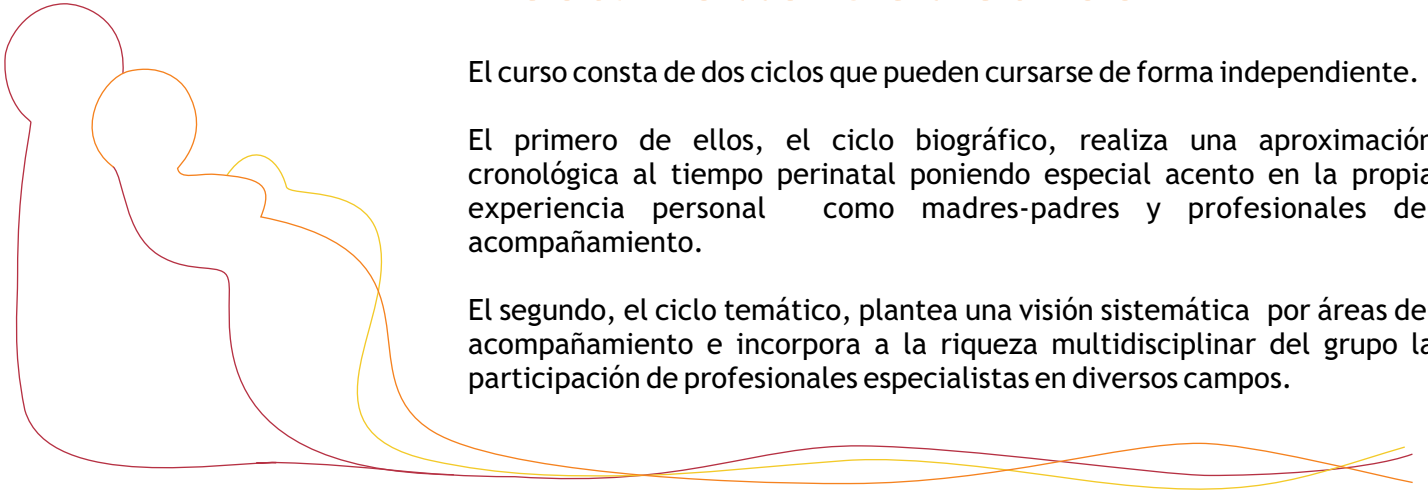 El curso consta de dos ciclos que pueden cursarse de forma independiente.
El primero de ellos, el ciclo biográfico, realiza una aproximación
cronológica al tiempo perinatal poniendo especial acento en la propia
experiencia personal como madres-padres y profesionales de
acompañamiento.
El segundo, el ciclo temático, plantea una visión sistemática por áreas de
acompañamiento e incorpora a la riqueza multidisciplinar del grupo la
participación de profesionales especialistas en diversos campos.